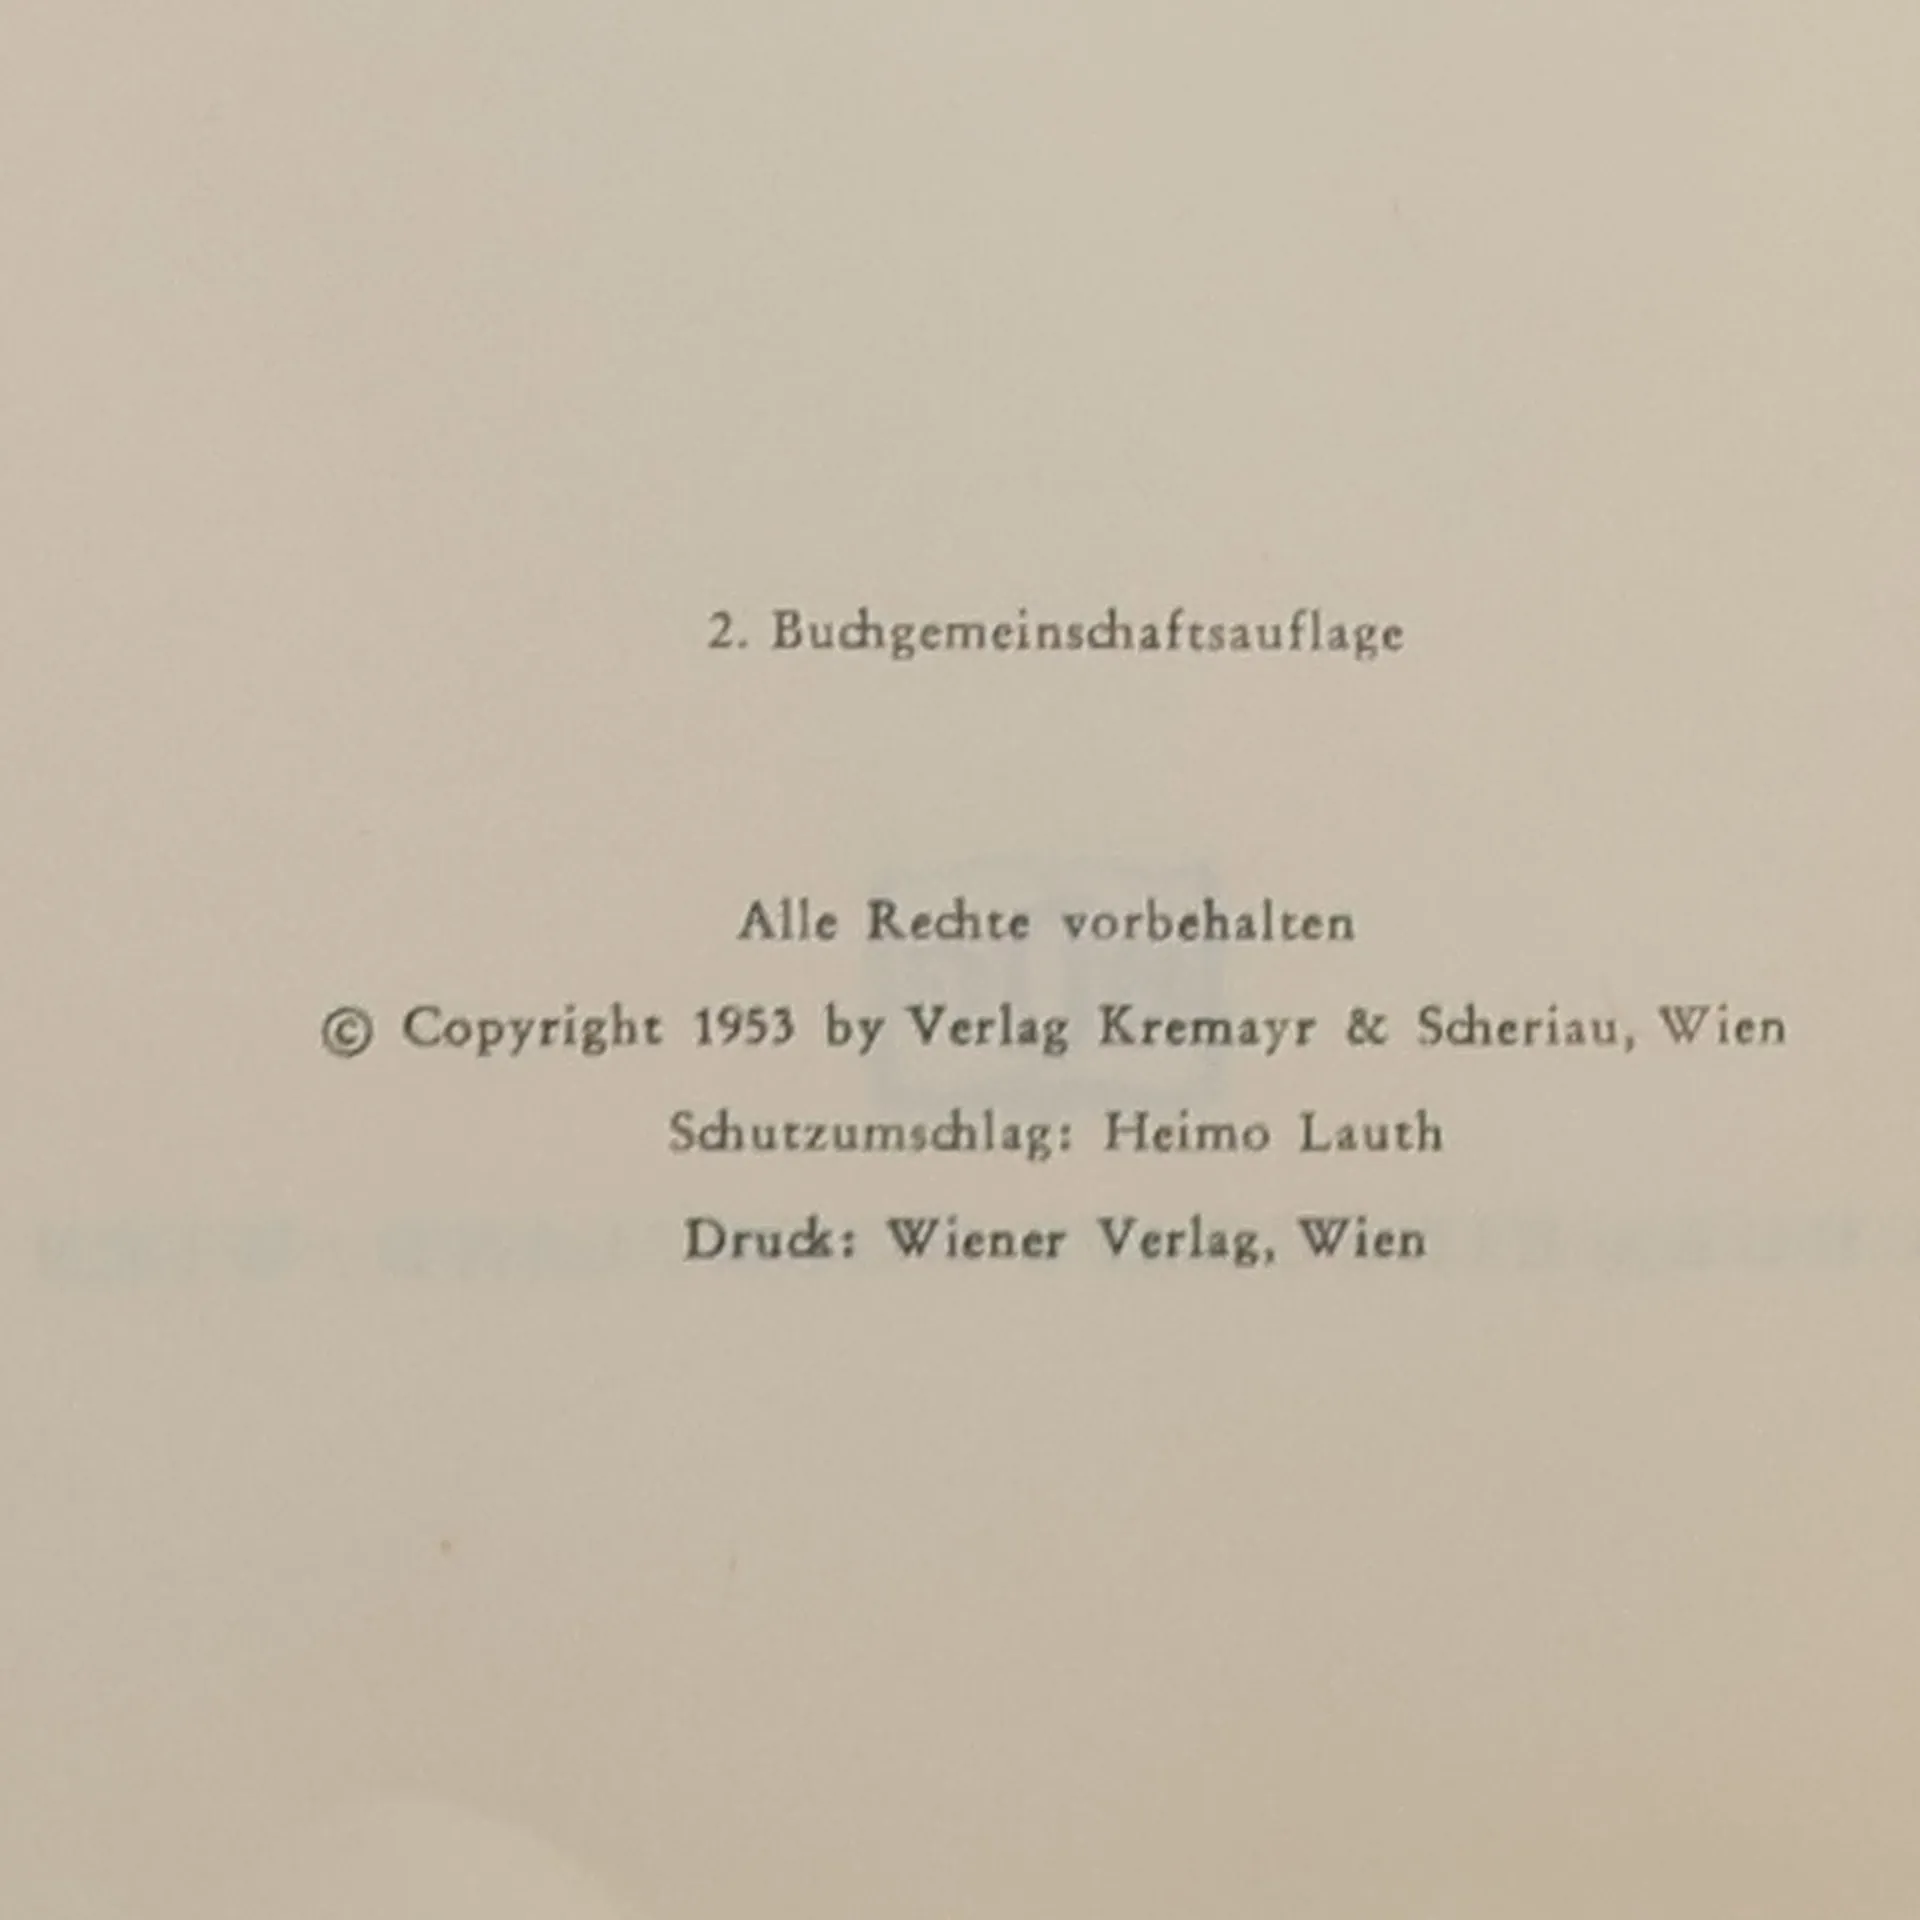 2. Buchgemeinschaftsauflage
Alle Rechte vorbehalten
© Copyright 1953 by Verlag Kremayr & Scheriau, Wien
Schutzumschlag: Heimo Lauth
Druck: Wiener Verlag, Wien